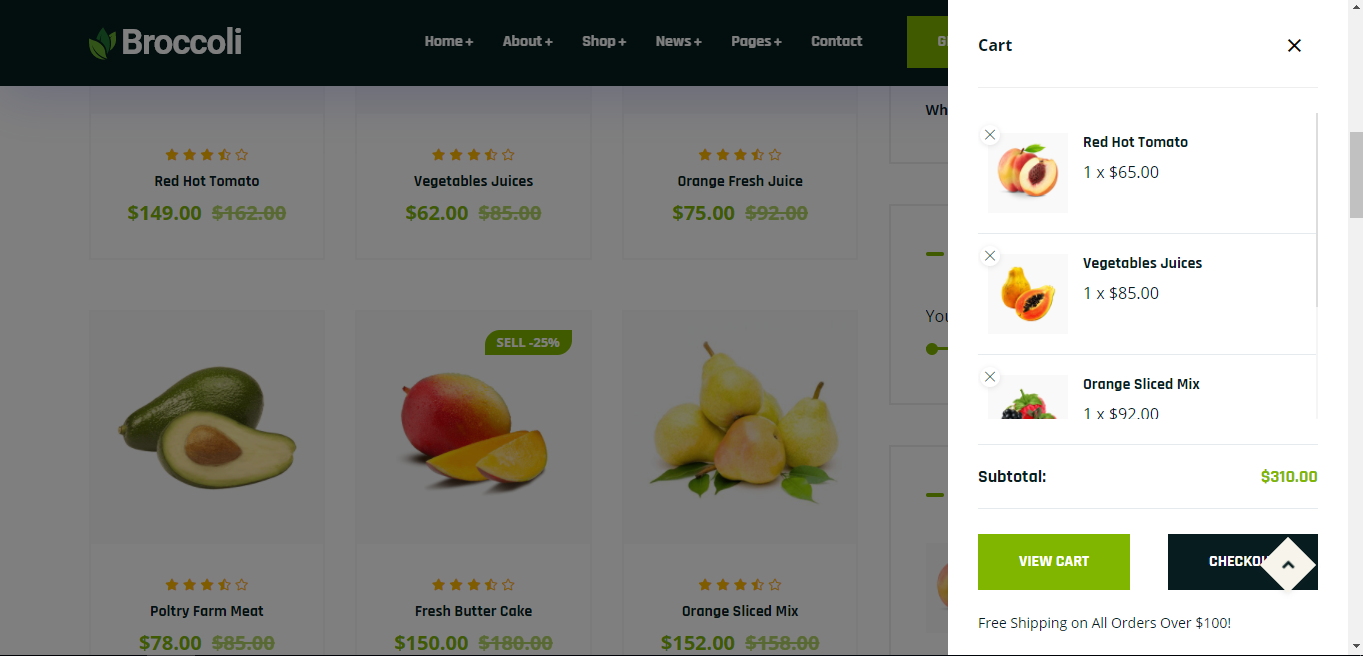 Broccoli
Home + About + Shop + News + Pages + Contact
Wh
Red Hot Tomato
$149.00 $162.00
Vegetables Juices
$62.00 $85.00
Orange Fresh Juice
$75.00 $92.00
You
SELL -25%
Poltry Farm Meat
$78.00 $85.00
Fresh Butter Cake
$150.00 $180.00
Orange Sliced Mix
$152.00 $158.00
Cart
Red Hot Tomato
1 x $65.00
Vegetables Juices
1 x $85.00
Orange Sliced Mix
1 x $92.00
Subtotal: $310.00
VIEW CART
CHECKOU
Free Shipping on All Orders Over $100!